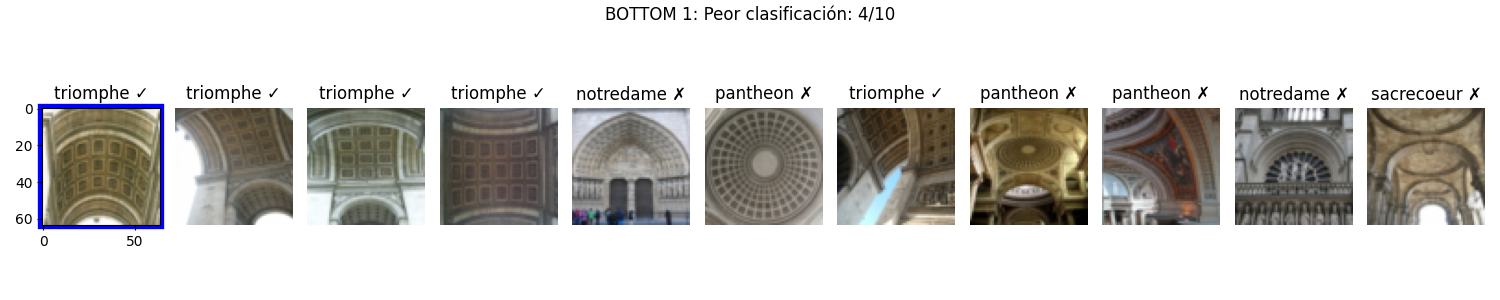 BOTTOM 1: Peor clasificación: 4/10
triomphe ✓ triomphe ✓ triomphe ✓ triomphe ✓ notredame ✗ pantheon ✗ triomphe ✓ pantheon ✗ pantheon ✗ notredame ✗ sacrecoeur ✗
0
20
40
60
0 50